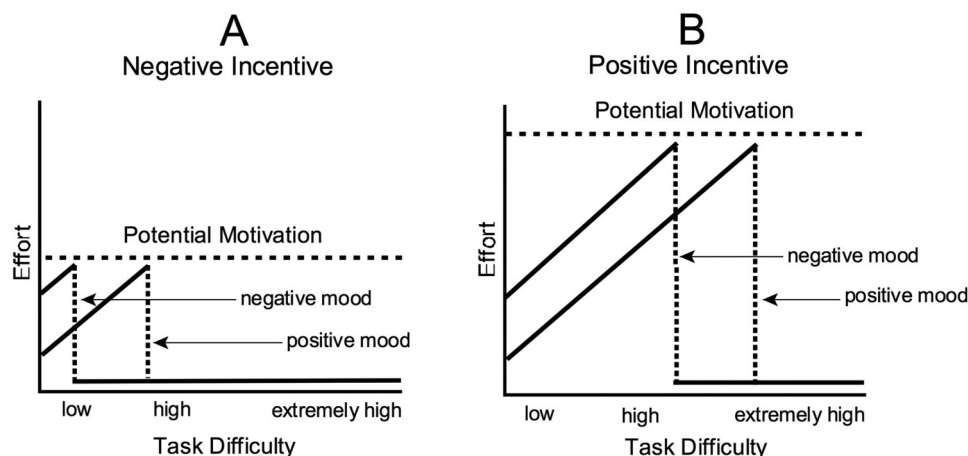 A
Negative Incentive
Effort
Potential Motivation
negative mood
positive mood
low high extremely high
Task Difficulty
B
Positive Incentive
Effort
Potential Motivation
negative mood
positive mood
low high extremely high
Task Difficulty